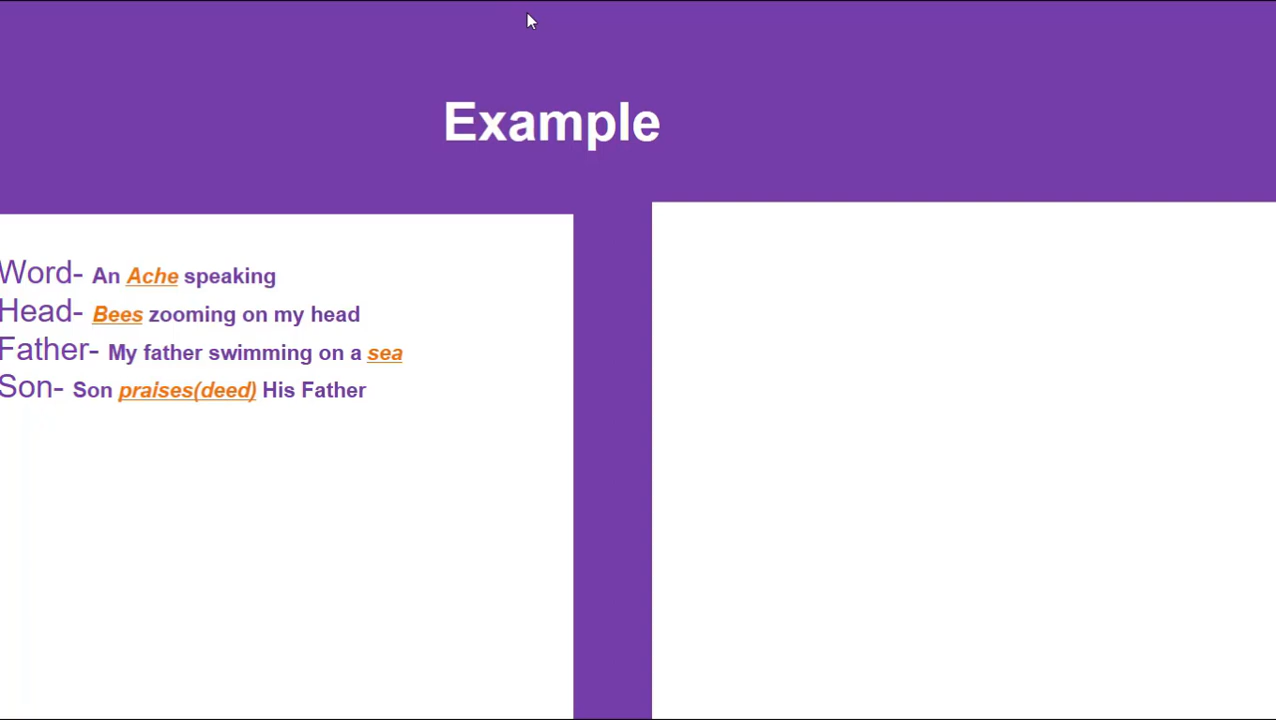 Example
Word- An Ache speaking
Head- Bees zooming on my head
Father- My father swimming on a sea
Son- Son praises(deed) His Father